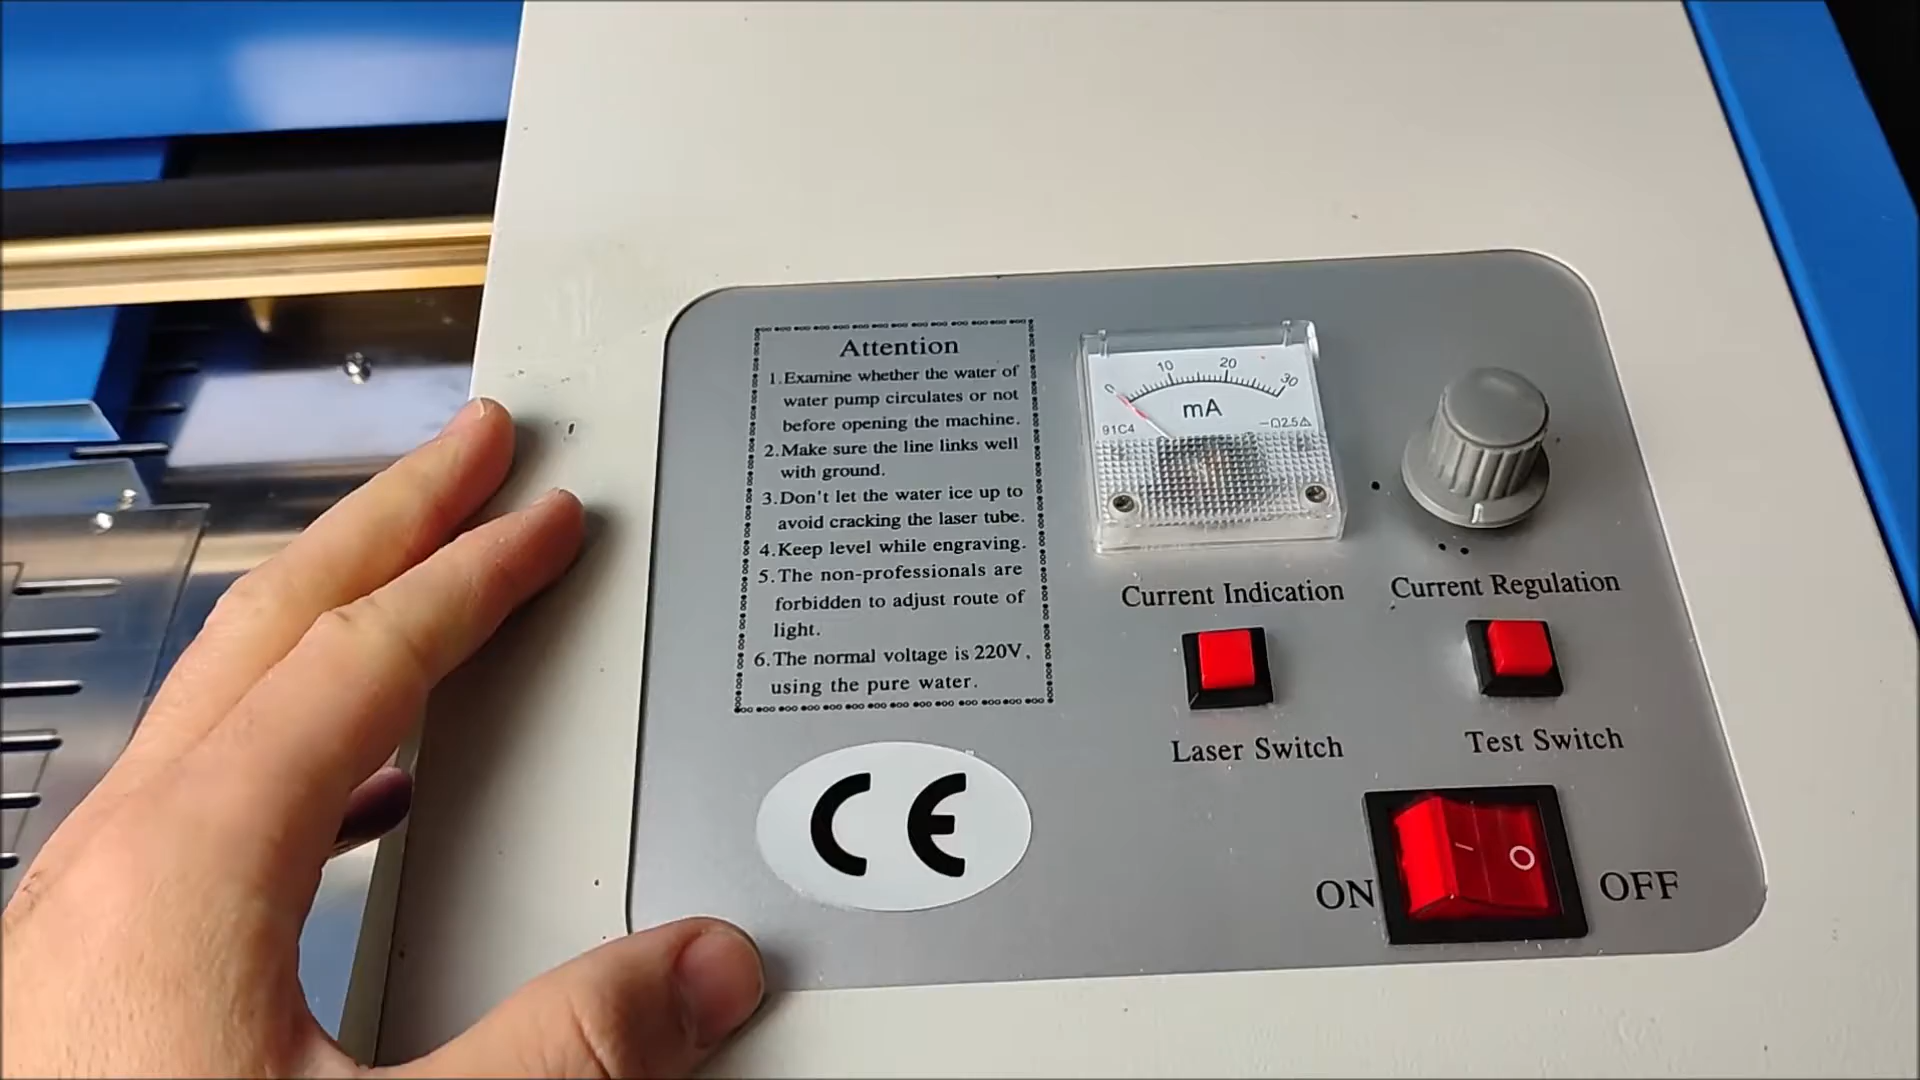 Attention
1.Examine whether the water of
water pump circulates or not
before opening the machine.
2.Make sure the line links well
with ground.
3.Don't let the water ice up to
avoid cracking the laser tube.
4.Keep level while engraving.
5.The non-professionals are
forbidden to adjust route of
light.
6.The normal voltage is 220V,
using the pure water.
CE
0 10 20 30
mA
91C4
2.5
Current Indication
Current Regulation
Laser Switch
Test Switch
ON
OFF